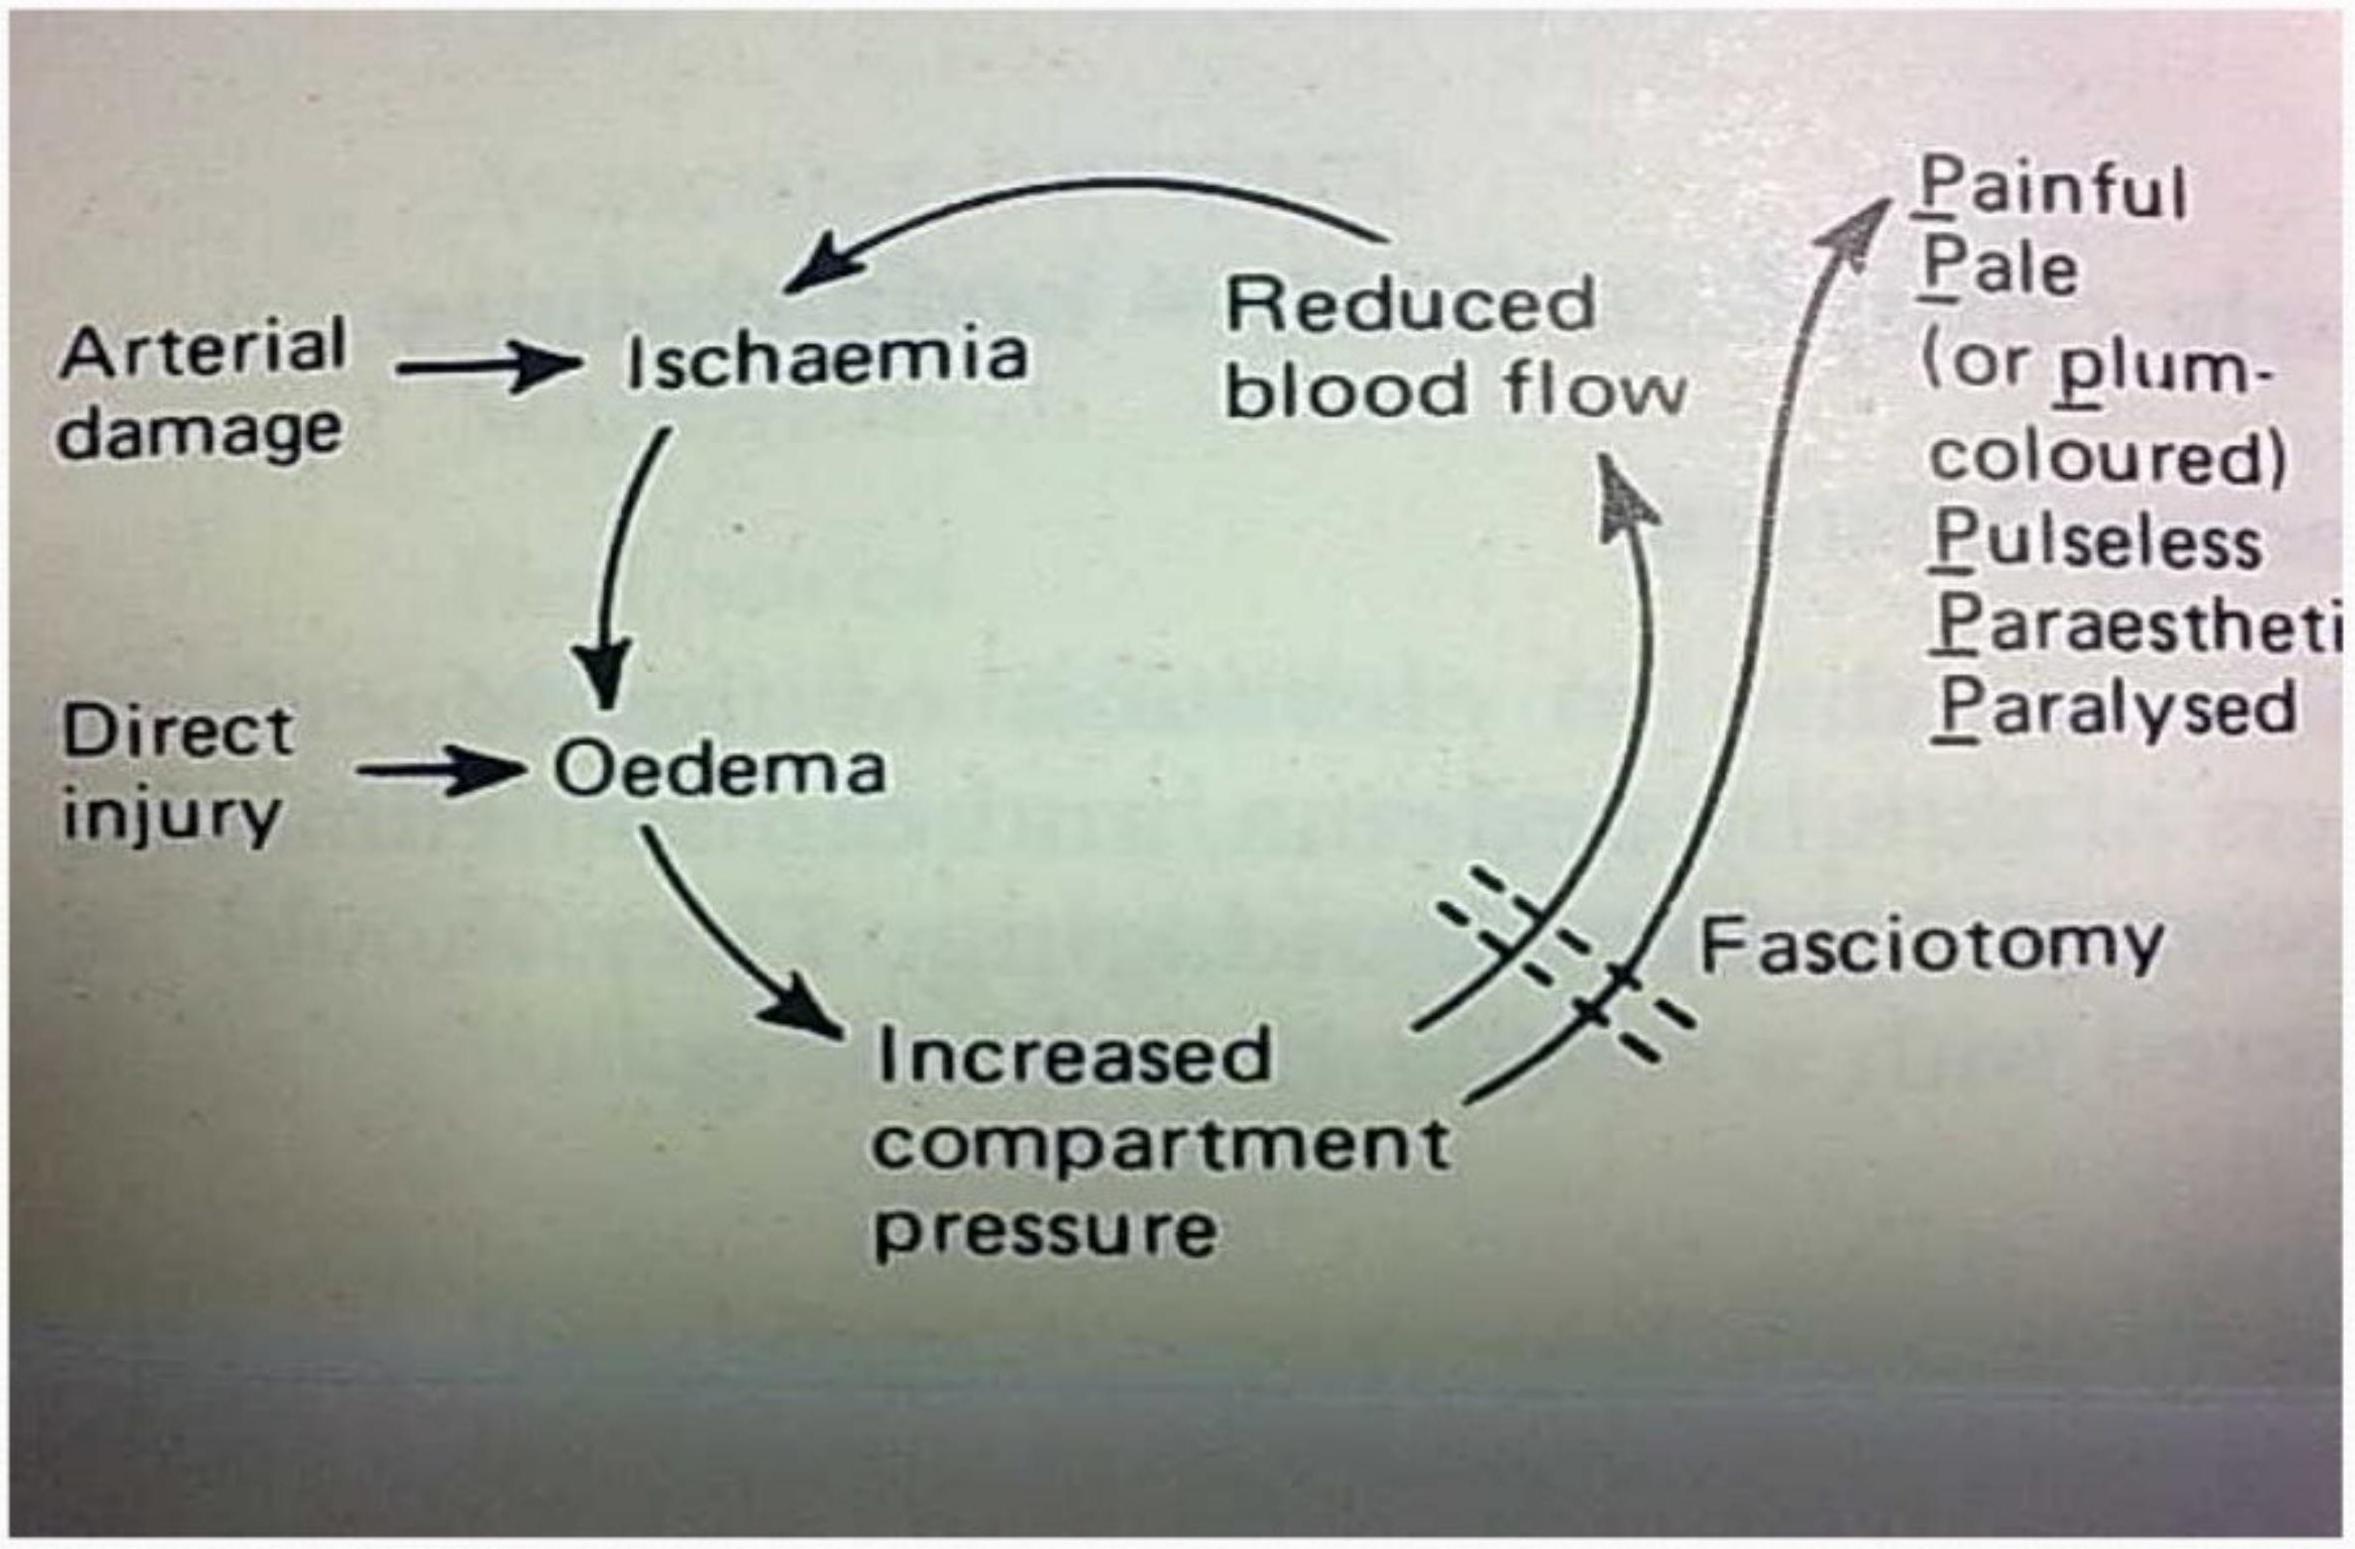 Arterial
damage
Ischaemia
Reduced
blood flow
Painful
Pale
(or plum-
coloured)
Pulseless
Paraestheti
Paralysed
Direct
injury
Oedema
Fasciotomy
Increased
compartment
pressure